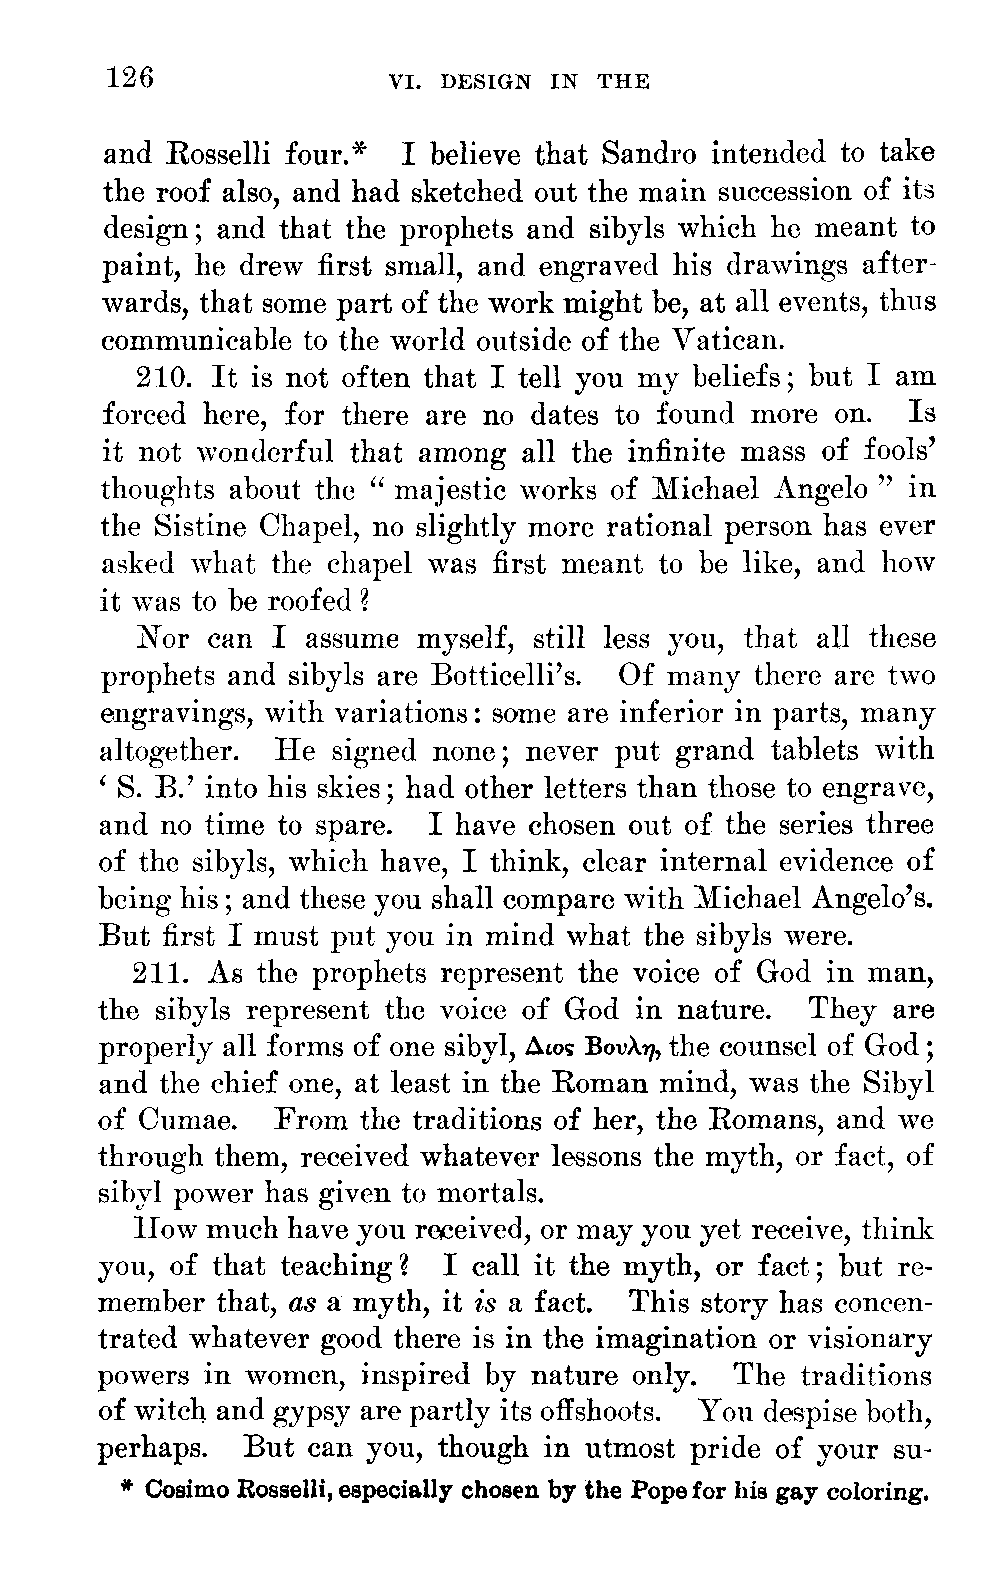 126 VI. DESIGN IN THE
and Rosselli four.* I believe that Sandro intended to take
the roof also, and had sketched out the main succession of its
design; and that the prophets and sibyls which he meant to
paint, he drew first small, and engraved his drawings after-
wards, that some part of the work might be, at all events, thus
communicable to the world outside of the Vatican.
210. It is not often that I tell you my beliefs; but I am
forced here, for there are no dates to found more on. Is
it not wonderful that among all the infinite mass of fools’
thoughts about the “ majestic works of Michael Angelo ” in
the Sistine Chapel, no slightly more rational person has ever
asked what the chapel was first meant to be like, and how
it was to be roofed ?
Nor can I assume myself, still less you, that all these
prophets and sibyls are Botticelli’s. Of many there are two
engravings, with variations: some are inferior in parts, many
altogether. He signed none; never put grand tablets with
‘ S. B.’ into his skies; had other letters than those to engrave,
and no time to spare. I have chosen out of the series three
of the sibyls, which have, I think, clear internal evidence of
being his; and these you shall compare with Michael Angelo’s.
But first I must put you in mind what the sibyls were.
211. As the prophets represent the voice of God in man,
the sibyls represent the voice of God in nature. They are
properly all forms of one sibyl, Διος Βουλη, the counsel of God;
and the chief one, at least in the Roman mind, was the Sibyl
of Cumae. From the traditions of her, the Romans, and we
through them, received whatever lessons the myth, or fact, of
sibyl power has given to mortals.
How much have you received, or may you yet receive, think
you, of that teaching? I call it the myth, or fact; but re-
member that, as a myth, it is a fact. This story has concen-
trated whatever good there is in the imagination or visionary
powers in women, inspired by nature only. The traditions
of witch and gypsy are partly its offshoots. You despise both,
perhaps. But can you, though in utmost pride of your su-
* Cosimo Rosselli, especially chosen by the Pope for his gay coloring.